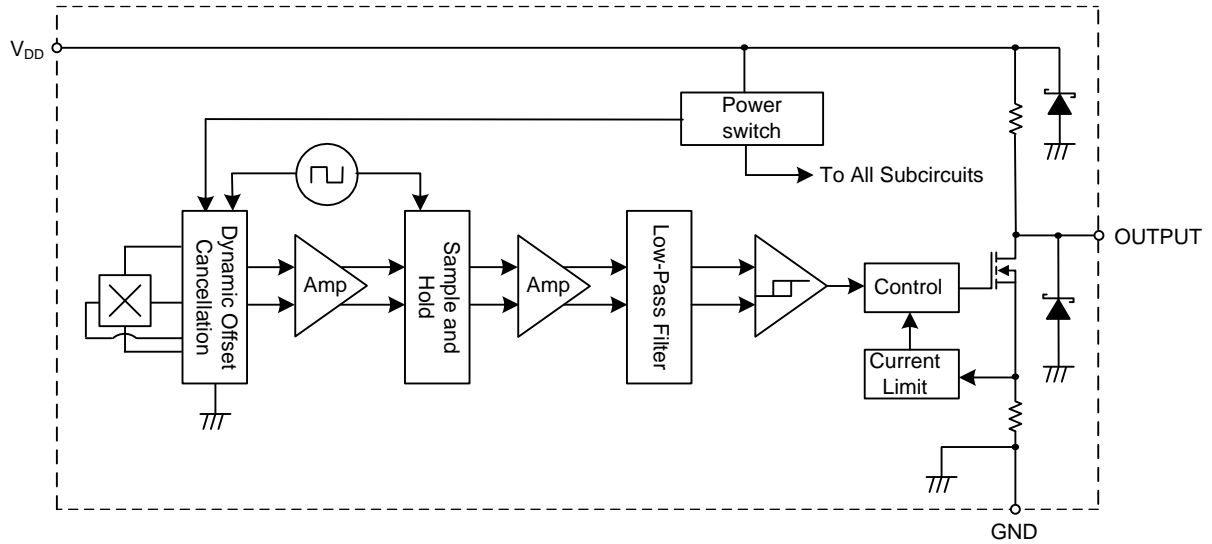 V_DD
Power
switch
To All Subcircuits
OUTPUT
Dynamic Offset
Cancellation
Amp
Sample and
Hold
Amp
Low-Pass Filter
Control
Current
Limit
GND